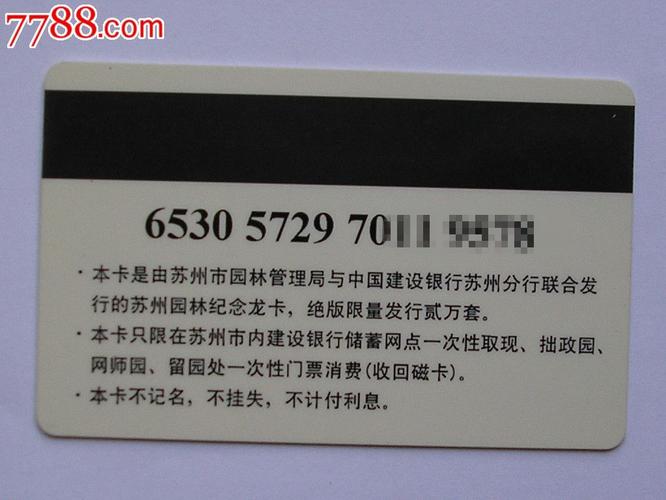 7788.com
6530 5729 70
·本卡是由苏州市园林管理局与中国建设银行苏州分行联合发
行的苏州园林纪念龙卡，绝版限量发行贰万套。
·本卡只限在苏州市内建设银行储蓄网点一次性取现、拙政园、
网师园、留园处一次性门票消费(收回磁卡)。
·本卡不记名，不挂失，不计付利息。